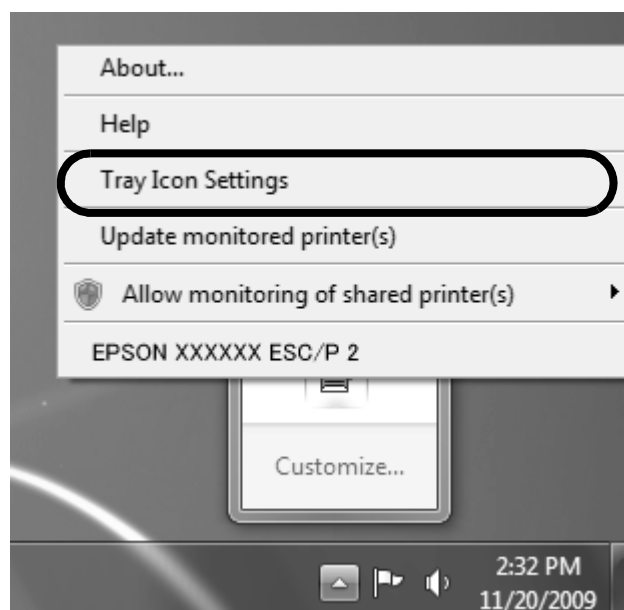 About...
Help
Tray Icon Settings
Update monitored printer(s)
Allow monitoring of shared printer(s)
EPSON XXXXXX ESC/P 2
Customize...
2:32 PM
11/20/2009